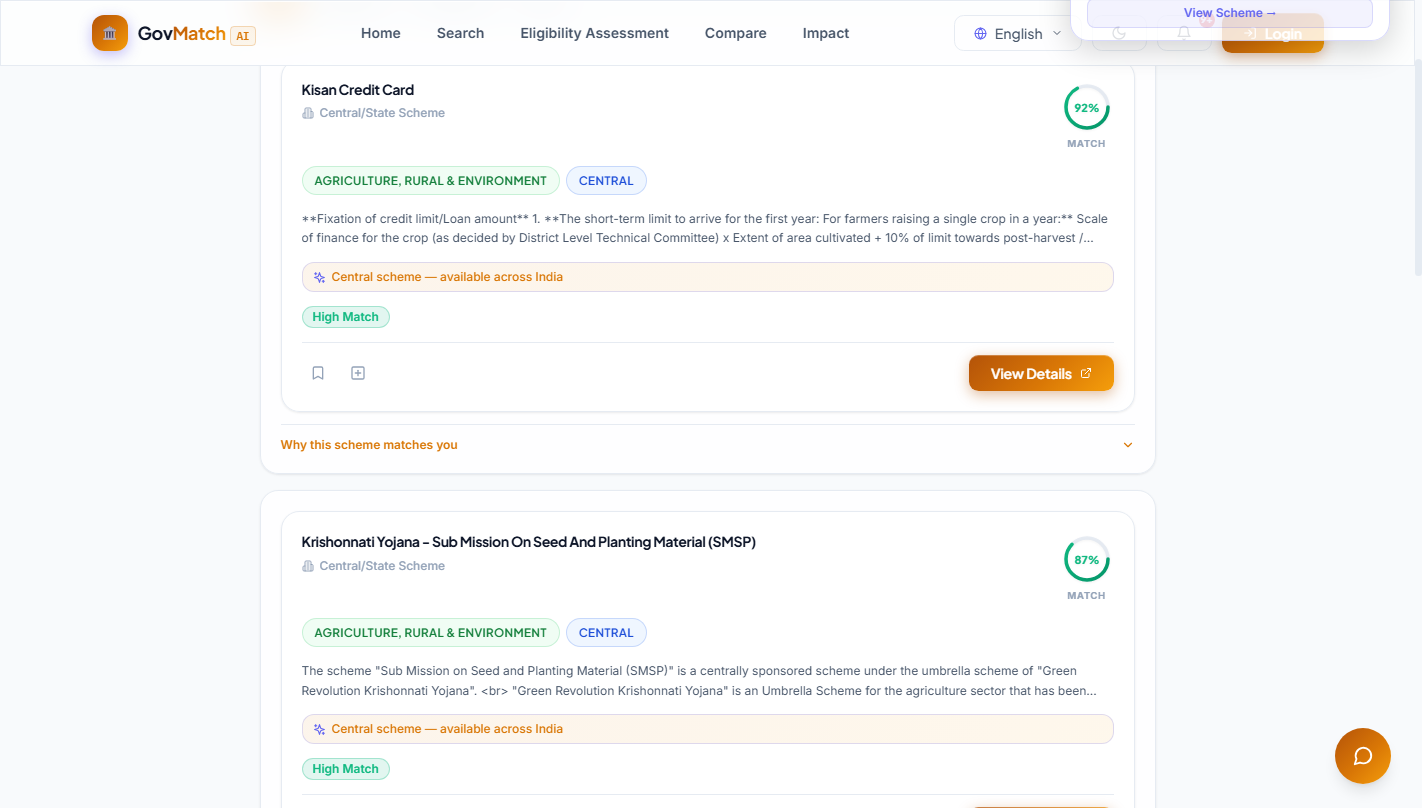 GovMatch AI
Home
Search
Eligibility Assessment
Compare
Impact
English
View Scheme →
Login
Kisan Credit Card
Central/State Scheme
92%
MATCH
AGRICULTURE, RURAL & ENVIRONMENT
CENTRAL
**Fixation of credit limit/Loan amount** 1. **The short-term limit to arrive for the first year: For farmers raising a single crop in a year:** Scale
of finance for the crop (as decided by District Level Technical Committee) x Extent of area cultivated + 10% of limit towards post-harvest /...
Central scheme — available across India
High Match
View Details
Why this scheme matches you
Krishonnati Yojana – Sub Mission On Seed And Planting Material (SMSP)
Central/State Scheme
87%
MATCH
AGRICULTURE, RURAL & ENVIRONMENT
CENTRAL
The scheme "Sub Mission on Seed and Planting Material (SMSP)" is a centrally sponsored scheme under the umbrella scheme of "Green
Revolution Krishonnati Yojana". <br> "Green Revolution Krishonnati Yojana" is an Umbrella Scheme for the agriculture sector that has been...
Central scheme — available across India
High Match